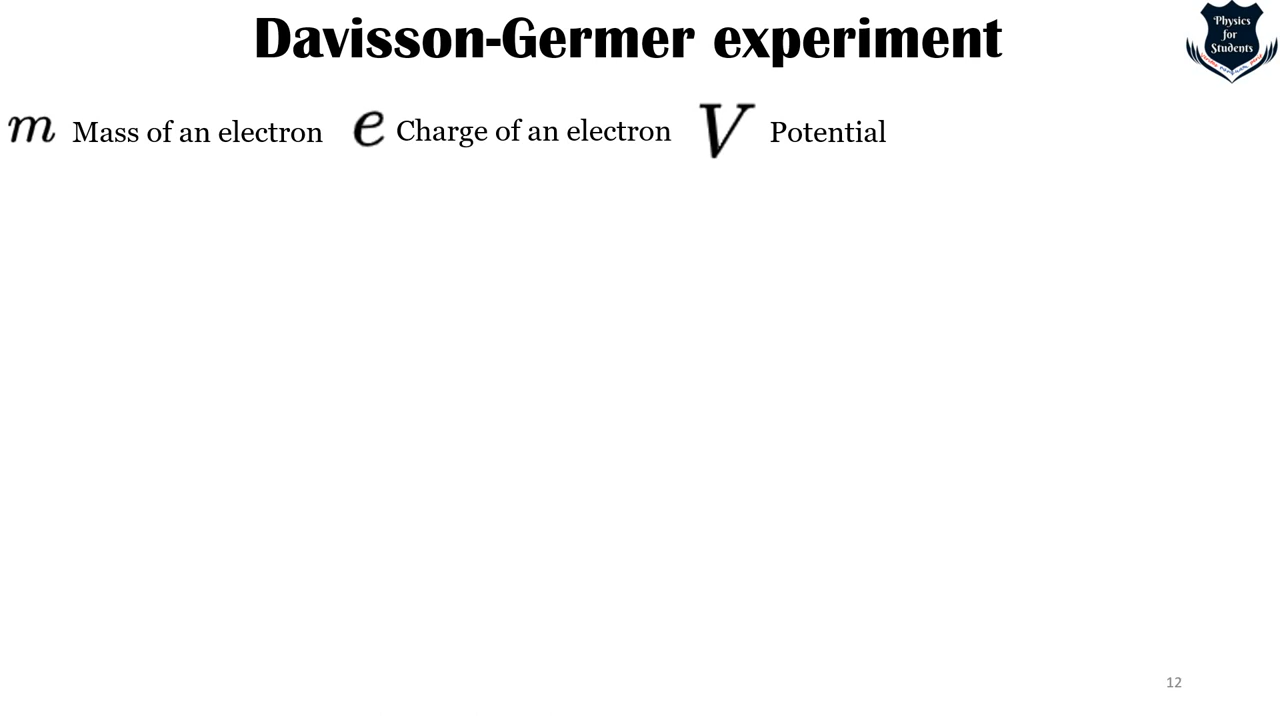 Davisson-Germer experiment
Physics
for
Students
m Mass of an electron e Charge of an electron V Potential
12